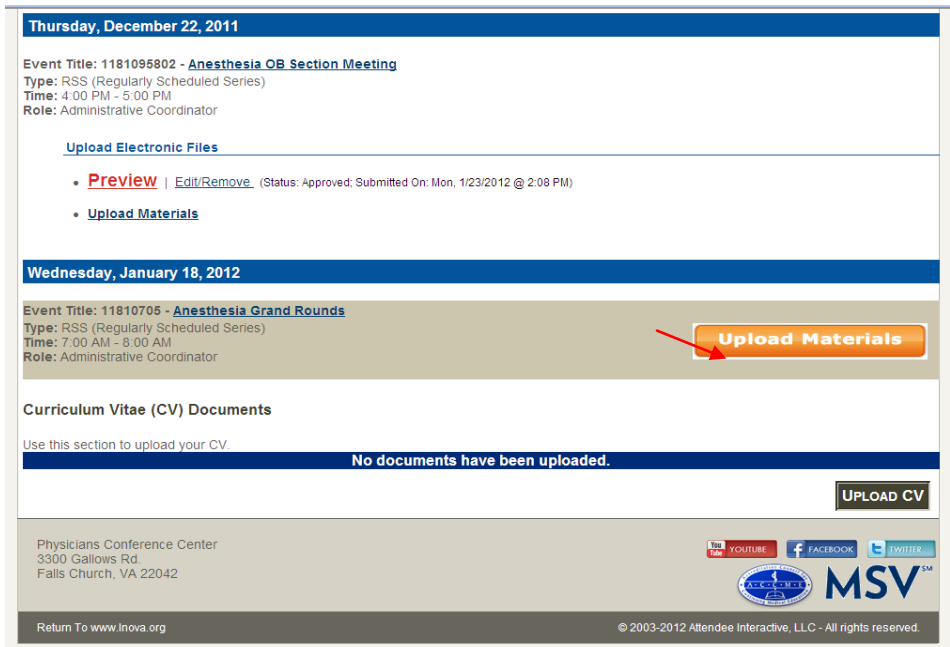 Thursday, December 22, 2011
Event Title: 1181095802 - Anesthesia OB Section Meeting
Type: RSS (Regularly Scheduled Series)
Time: 4:00 PM - 5:00 PM
Role: Administrative Coordinator
Upload Electronic Files
• Preview | Edit/Remove (Status: Approved; Submitted On: Mon, 1/23/2012 @ 2:08 PM)
• Upload Materials
Wednesday, January 18, 2012
Event Title: 11810705 - Anesthesia Grand Rounds
Type: RSS (Regularly Scheduled Series)
Time: 7:00 AM - 8:00 AM
Role: Administrative Coordinator
Upload Materials
Curriculum Vitae (CV) Documents
Use this section to upload your CV.
No documents have been uploaded.
UPLOAD CV
Physicians Conference Center
3300 Gallows Rd.
Falls Church, VA 22042
You Tube YOUTUBE f FACEBOOK t TWITTER
A·C·C·M·E MSV SM
Return To www.Inova.org
© 2003-2012 Attendee Interactive, LLC - All rights reserved.